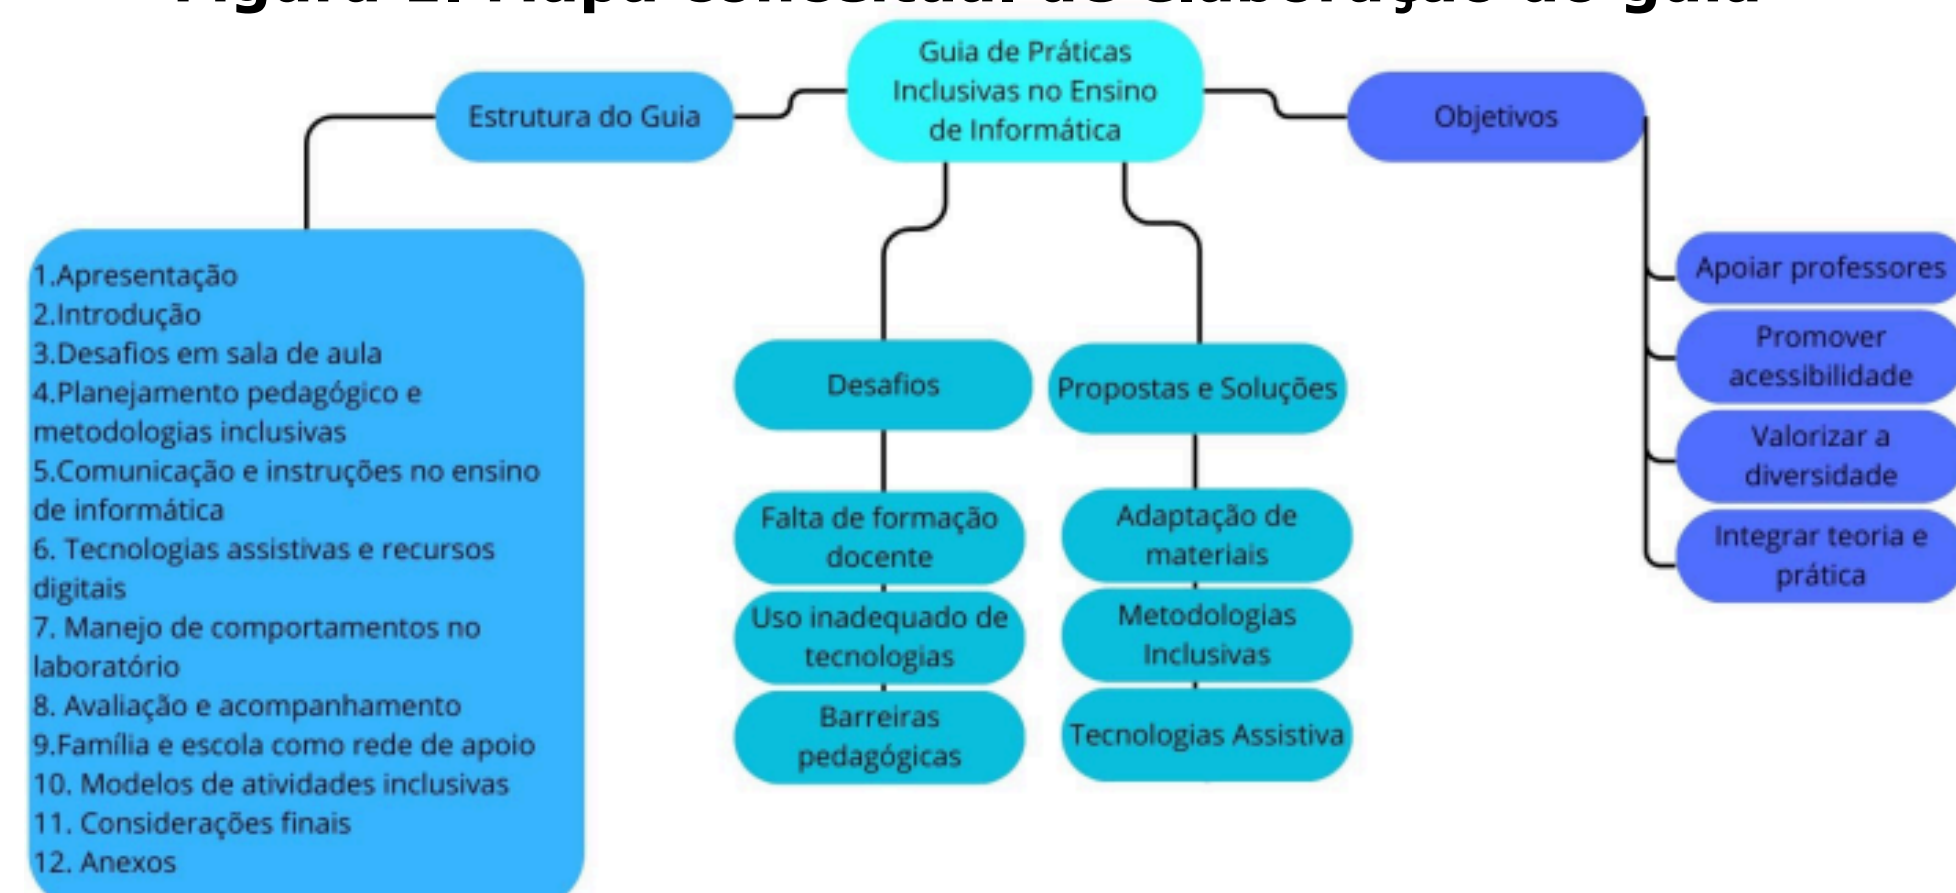 Guia de Práticas
Inclusivas no Ensino
de Informática
Estrutura do Guia
Objetivos
1.Apresentação
2.Introdução
3.Desafios em sala de aula
4.Planejamento pedagógico e
metodologias inclusivas
5.Comunicação e instruções no ensino
de informática
6. Tecnologias assistivas e recursos
digitais
7. Manejo de comportamentos no
laboratório
8. Avaliação e acompanhamento
9.Família e escola como rede de apoio
10. Modelos de atividades inclusivas
11. Considerações finais
12. Anexos
Desafios
Falta de formação
docente
Uso inadequado de
tecnologias
Barreiras
pedagógicas
Propostas e Soluções
Adaptação de
materiais
Metodologias
Inclusivas
Tecnologias Assistiva
Apoiar professores
Promover
acessibilidade
Valorizar a
diversidade
Integrar teoria e
prática